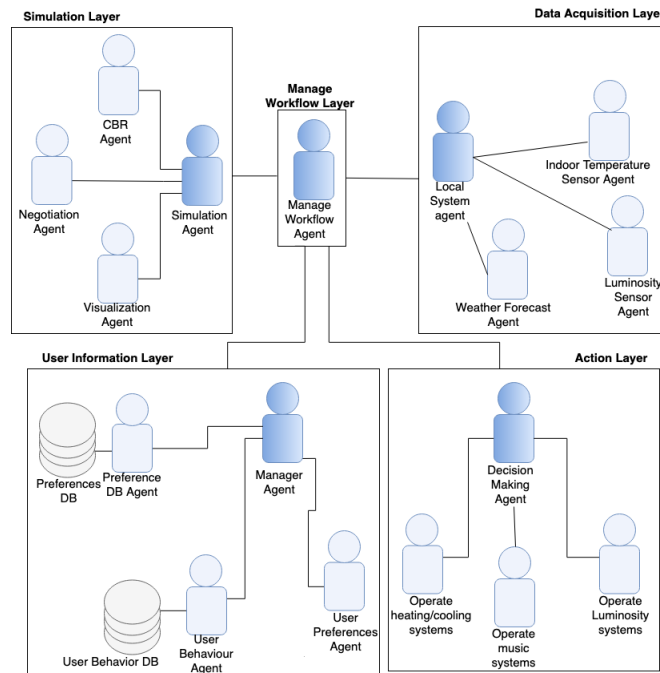 Simulation Layer
Data Acquisition Laye
Manage
Workflow Layer
CBR
Agent
Negotiation
Agent
Simulation
Agent
Visualization
Agent
Manage
Workflow
Agent
Local
System
agent
Indoor Temperature
Sensor Agent
Luminosity
Sensor
Agent
Weather Forecast
Agent
User Information Layer
Preferences
DB
Preference
DB Agent
Manager
Agent
User Behavior DB
User
Behaviour
Agent
User
Preferences
Agent
Action Layer
Decision
Making
Agent
Operate
heating/cooling
systems
Operate
music
systems
Operate
Luminosity
systems